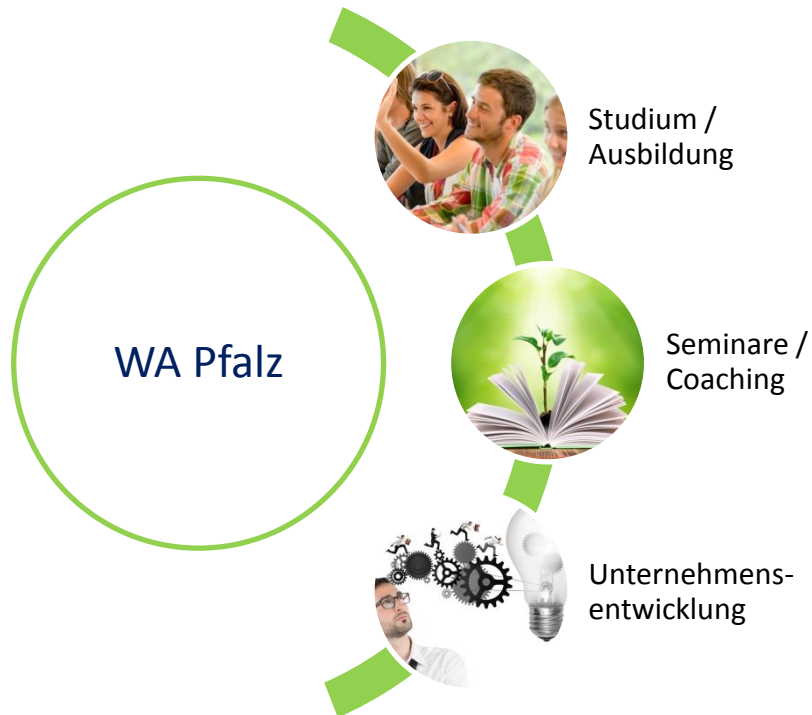 WA Pfalz
Studium /
Ausbildung
Seminare /
Coaching
Unternehmens-
entwicklung